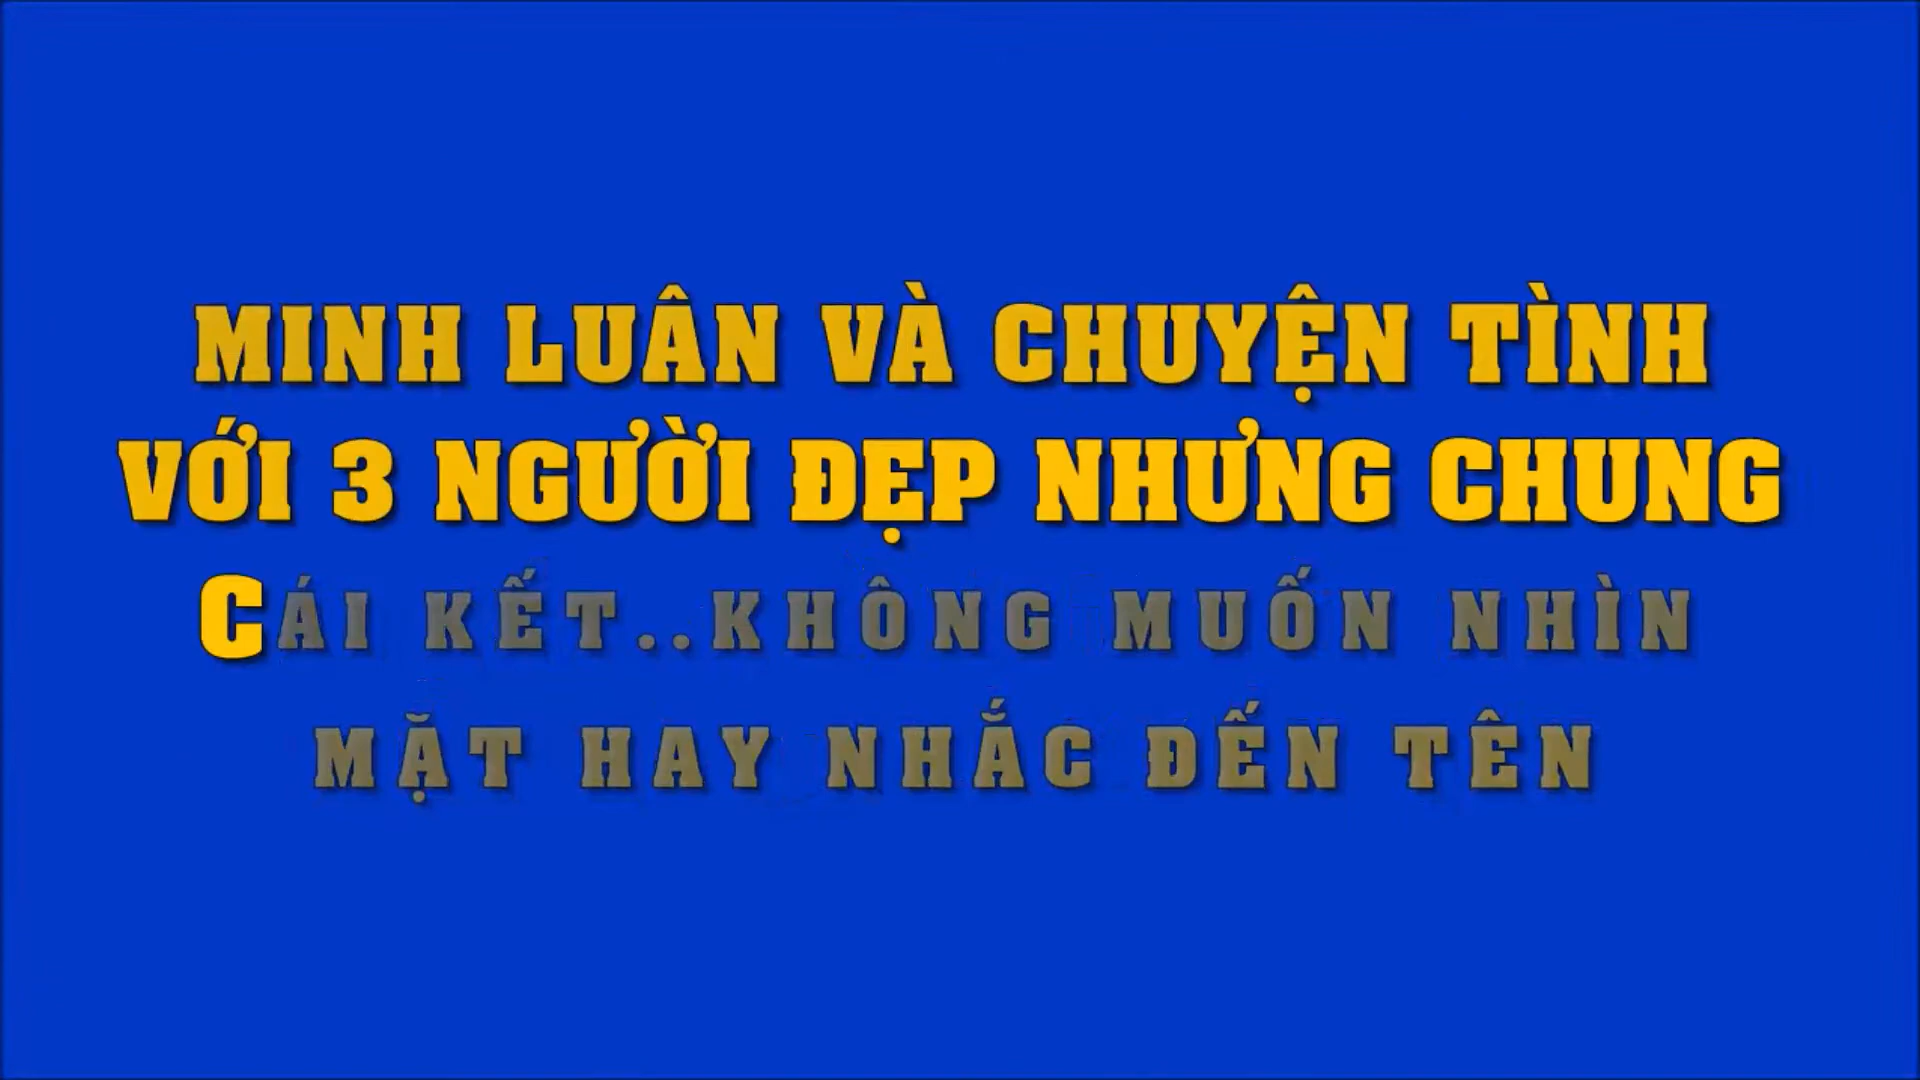 MINH LUÂN VÀ CHUYỆN TÌNH
VỚI 3 NGƯỜI ĐẸP NHƯNG CHUNG
CÁI KẾT..KHÔNG MUỐN NHÌN
MẶT HAY NHẮC ĐẾN TÊN